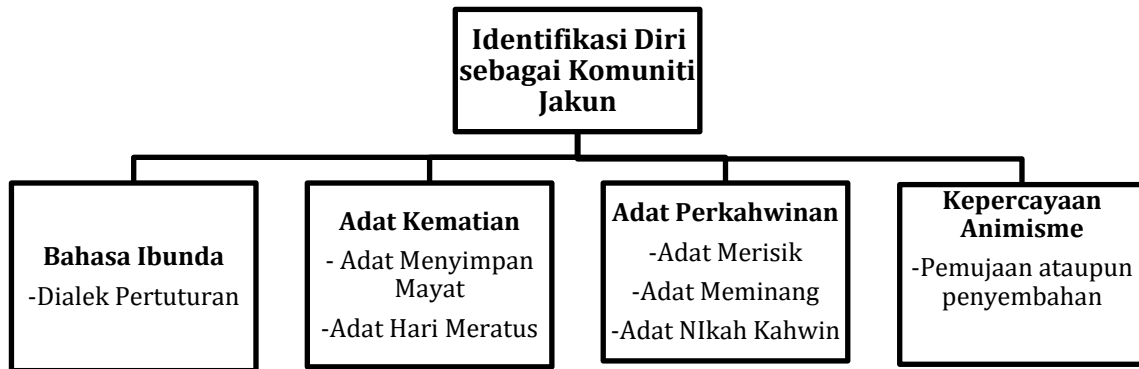 Identifikasi Diri
sebagai Komuniti
Jakun
Bahasa Ibunda
-Dialek Pertuturan
Adat Kematian
- Adat Menyimpan
Mayat
-Adat Hari Meratus
Adat Perkahwinan
-Adat Merisik
-Adat Meminang
-Adat NIkah Kahwin
Kepercayaan
Animisme
-Pemujaan ataupun
penyembahan